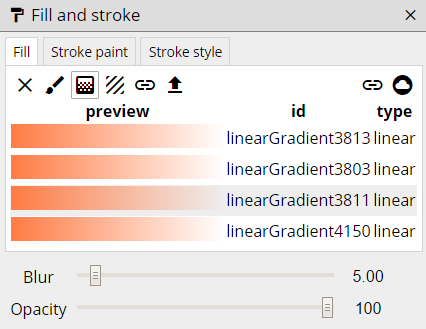 Fill and stroke
Fill Stroke paint Stroke style
preview id type
linearGradient3813 linear
linearGradient3803 linear
linearGradient3811 linear
linearGradient4150 linear
Blur 5.00
Opacity 100